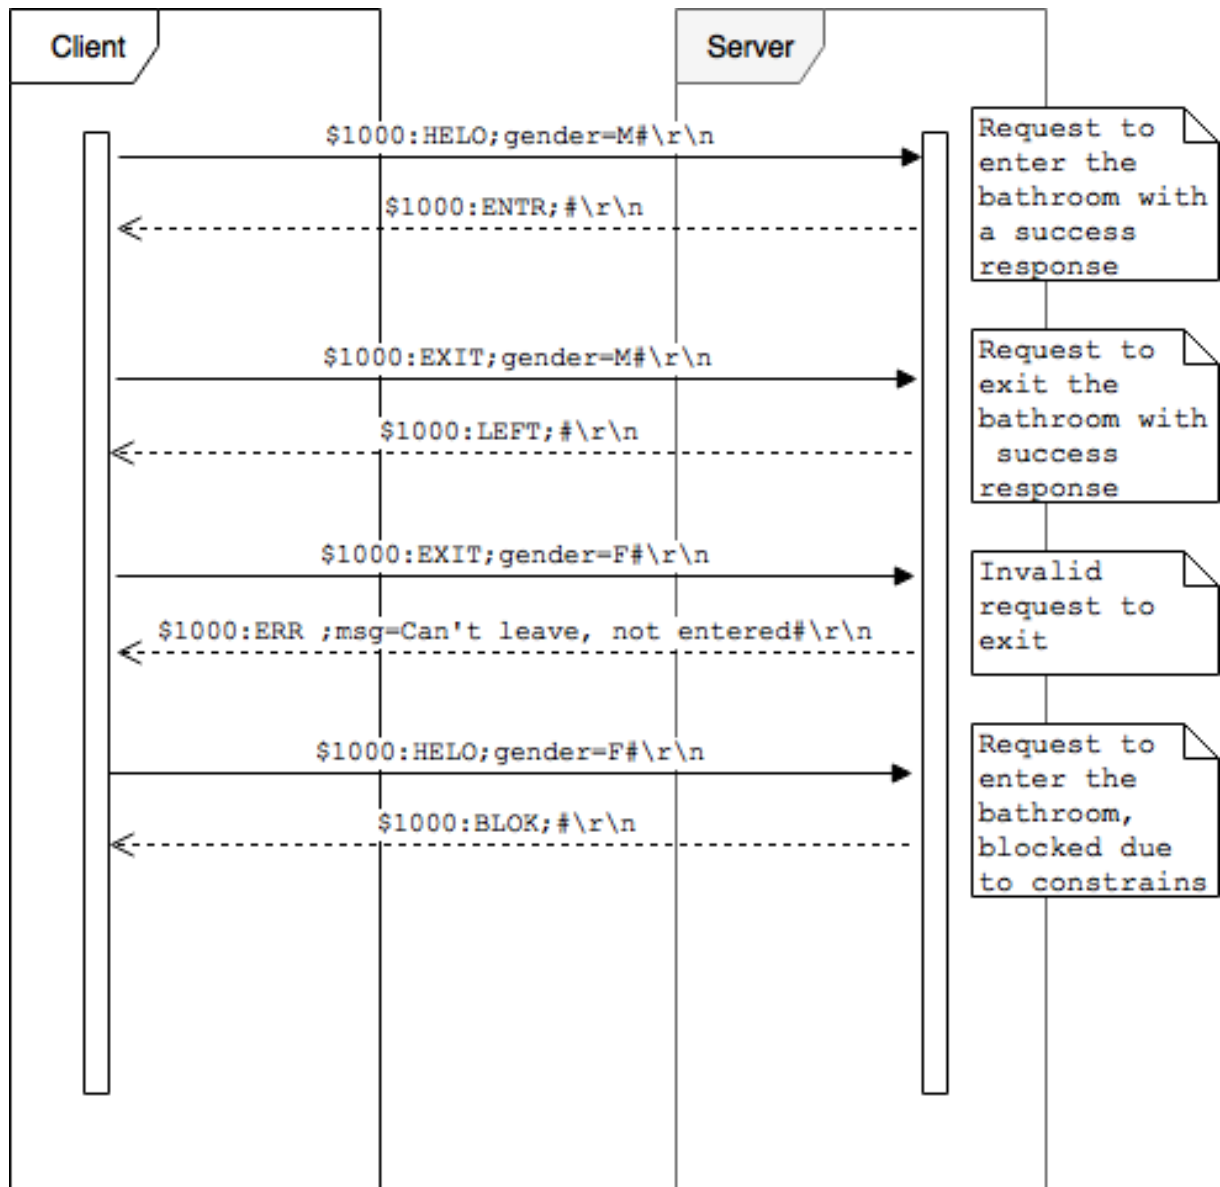 Client
Server
$1000:HELO;gender=M#\r\n
$1000:ENTR;#\r\n
Request to
enter the
bathroom with
a success
response
$1000:EXIT;gender=M#\r\n
$1000:LEFT;#\r\n
Request to
exit the
bathroom with
success
response
$1000:EXIT;gender=F#\r\n
$1000:ERR ;msg=Can't leave, not entered#\r\n
Invalid
request to
exit
$1000:HELO;gender=F#\r\n
$1000:BLOK;#\r\n
Request to
enter the
bathroom,
blocked due
to constrains